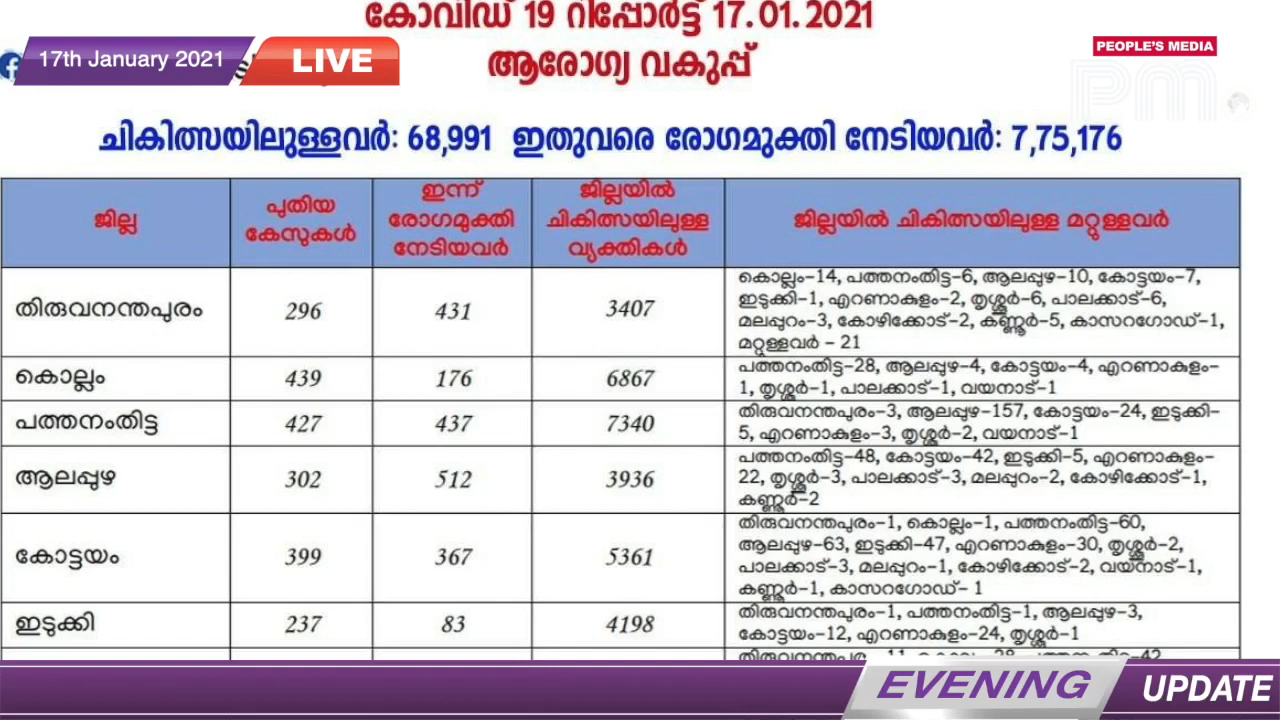 കോവിഡ് 19 റിപ്പോർട്ട് 17.01.2021
17th January 2021
LIVE
ആരോഗ്യ വകുപ്പ്
PEOPLE'S MEDIA
pm
ചികിത്സയിലുള്ളവർ: 68,991 ഇതുവരെ രോഗമുക്തി നേടിയവർ: 7,75,176
ജില്ല
പുതിയ
കേസുകൾ
ഇന്ന്
രോഗമുക്തി
നേടിയവർ
ജില്ലയിൽ
ചികിത്സയിലുള്ള
വ്യക്തികൾ
ജില്ലയിൽ ചികിത്സയിലുള്ള മറ്റുള്ളവർ
തിരുവനന്തപുരം 296 431 3407
കൊല്ലം-14, പത്തനംതിട്ട-6, ആലപ്പുഴ-10, കോട്ടയം-7,
ഇടുക്കി-1, എറണാകുളം-2, തൃശ്ശൂർ-6, പാലക്കാട്-6,
മലപ്പുറം-3, കോഴിക്കോട്-2, കണ്ണൂർ-5, കാസറഗോഡ്-1,
മറ്റുള്ളവർ - 21
കൊല്ലം 439 176 6867
പത്തനംതിട്ട-28, ആലപ്പുഴ-4, കോട്ടയം-4, എറണാകുളം-
1, തൃശ്ശൂർ-1, പാലക്കാട്-1, വയനാട്-1
പത്തനംതിട്ട 427 437 7340
തിരുവനന്തപുരം-3, ആലപ്പുഴ-157, കോട്ടയം-24, ഇടുക്കി-
5, എറണാകുളം-3, തൃശ്ശൂർ-2, വയനാട്-1
ആലപ്പുഴ 302 512 3936
പത്തനംതിട്ട-48, കോട്ടയം-42, ഇടുക്കി-5, എറണാകുളം-
22, തൃശ്ശൂർ-3, പാലക്കാട്-3, മലപ്പുറം-2, കോഴിക്കോട്-1,
കണ്ണൂർ-2
കോട്ടയം 399 367 5361
തിരുവനന്തപുരം-1, കൊല്ലം-1, പത്തനംതിട്ട-60,
ആലപ്പുഴ-63, ഇടുക്കി-47, എറണാകുളം-30, തൃശ്ശൂർ-2,
പാലക്കാട്-3, മലപ്പുറം-1, കോഴിക്കോട്-2, വയനാട്-1,
കണ്ണൂർ-1, കാസറഗോഡ്- 1
ഇടുക്കി 237 83 4198
തിരുവനന്തപുരം-1, പത്തനംതിട്ട-1, ആലപ്പുഴ-3,
കോട്ടയം-12, എറണാകുളം-24, തൃശ്ശൂർ-1
EVENING UPDATE